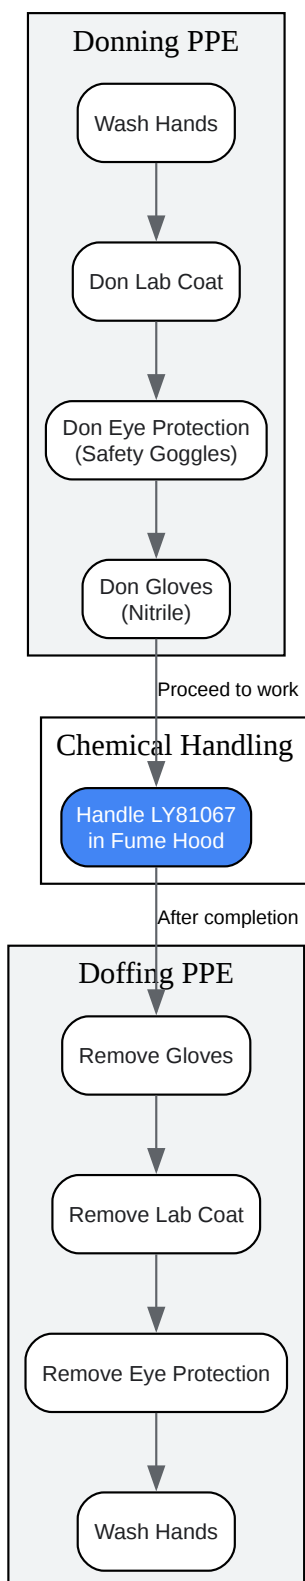 Donning PPE
Wash Hands
Don Lab Coat
Don Eye Protection
(Safety Goggles)
Don Gloves
(Nitrile)
Proceed to work
Chemical Handling
Handle LY81067
in Fume Hood
After completion
Doffing PPE
Remove Gloves
Remove Lab Coat
Remove Eye Protection
Wash Hands